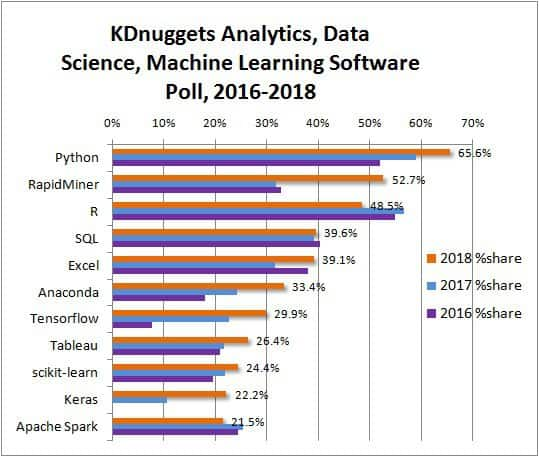 KDnuggets Analytics, Data
Science, Machine Learning Software
Poll, 2016-2018
0% 10% 20% 30% 40% 50% 60% 70%
Python 65.6%
RapidMiner 52.7%
R 48.5%
SQL 39.6%
Excel 39.1%
Anaconda 33.4%
Tensorflow 29.9%
Tableau 26.4%
scikit-learn 24.4%
Keras 22.2%
Apache Spark 21.5%
2018 %share
2017 %share
2016 %share